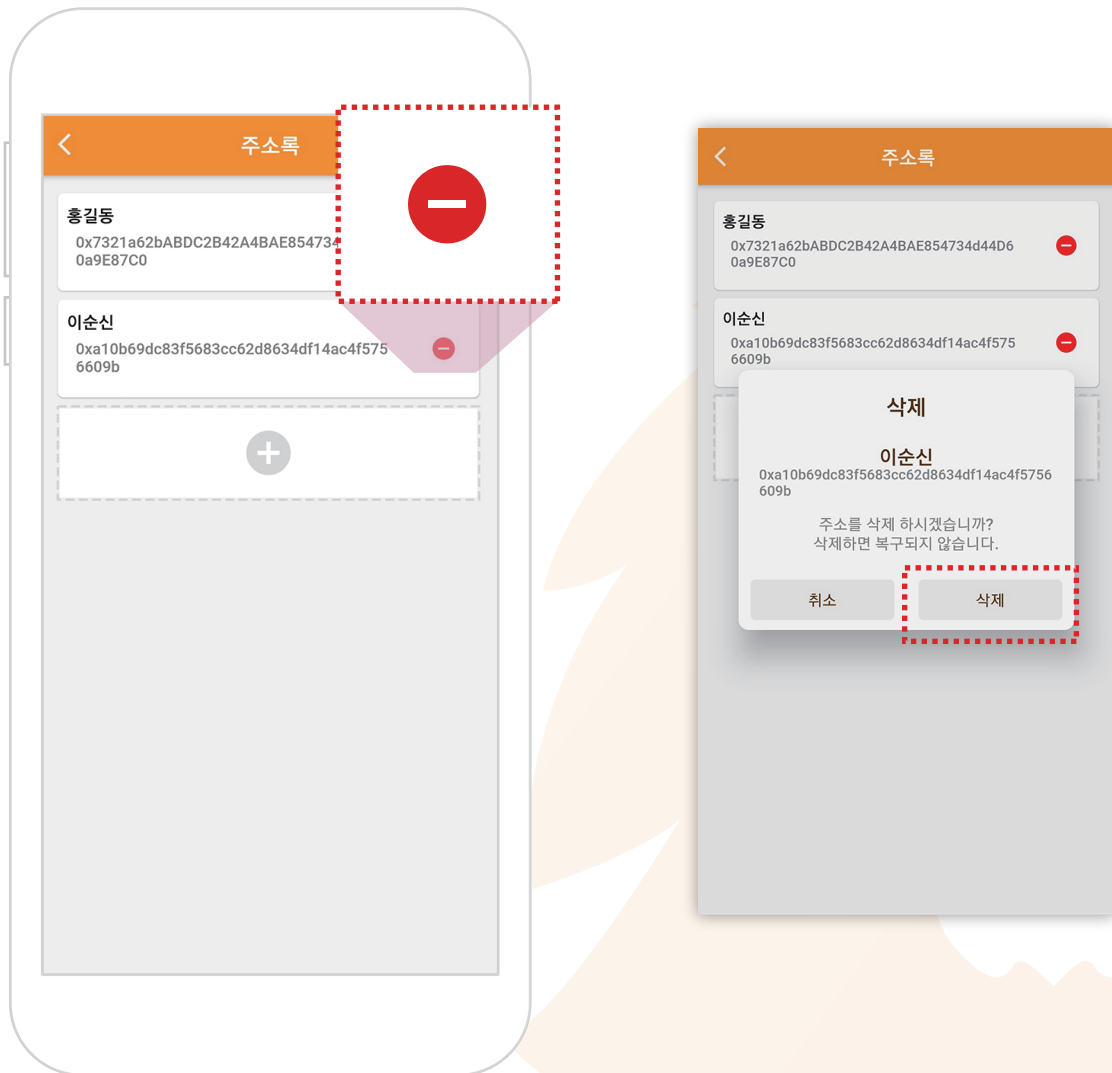 주소록
홍길동
0x7321a62bABDC2B42A4BAE854734
0a9E87C0
이순신
0xa10b69dc83f5683cc62d8634df14ac4f575
6609b
주소록
홍길동
0x7321a62bABDC2B42A4BAE854734d44D6
0a9E87C0
이순신
0xa10b69dc83f5683cc62d8634df14ac4f575
6609b
삭제
이순신
0xa10b69dc83f5683cc62d8634df14ac4f5756
609b
주소를 삭제 하시겠습니까?
삭제하면 복구되지 않습니다.
취소
삭제